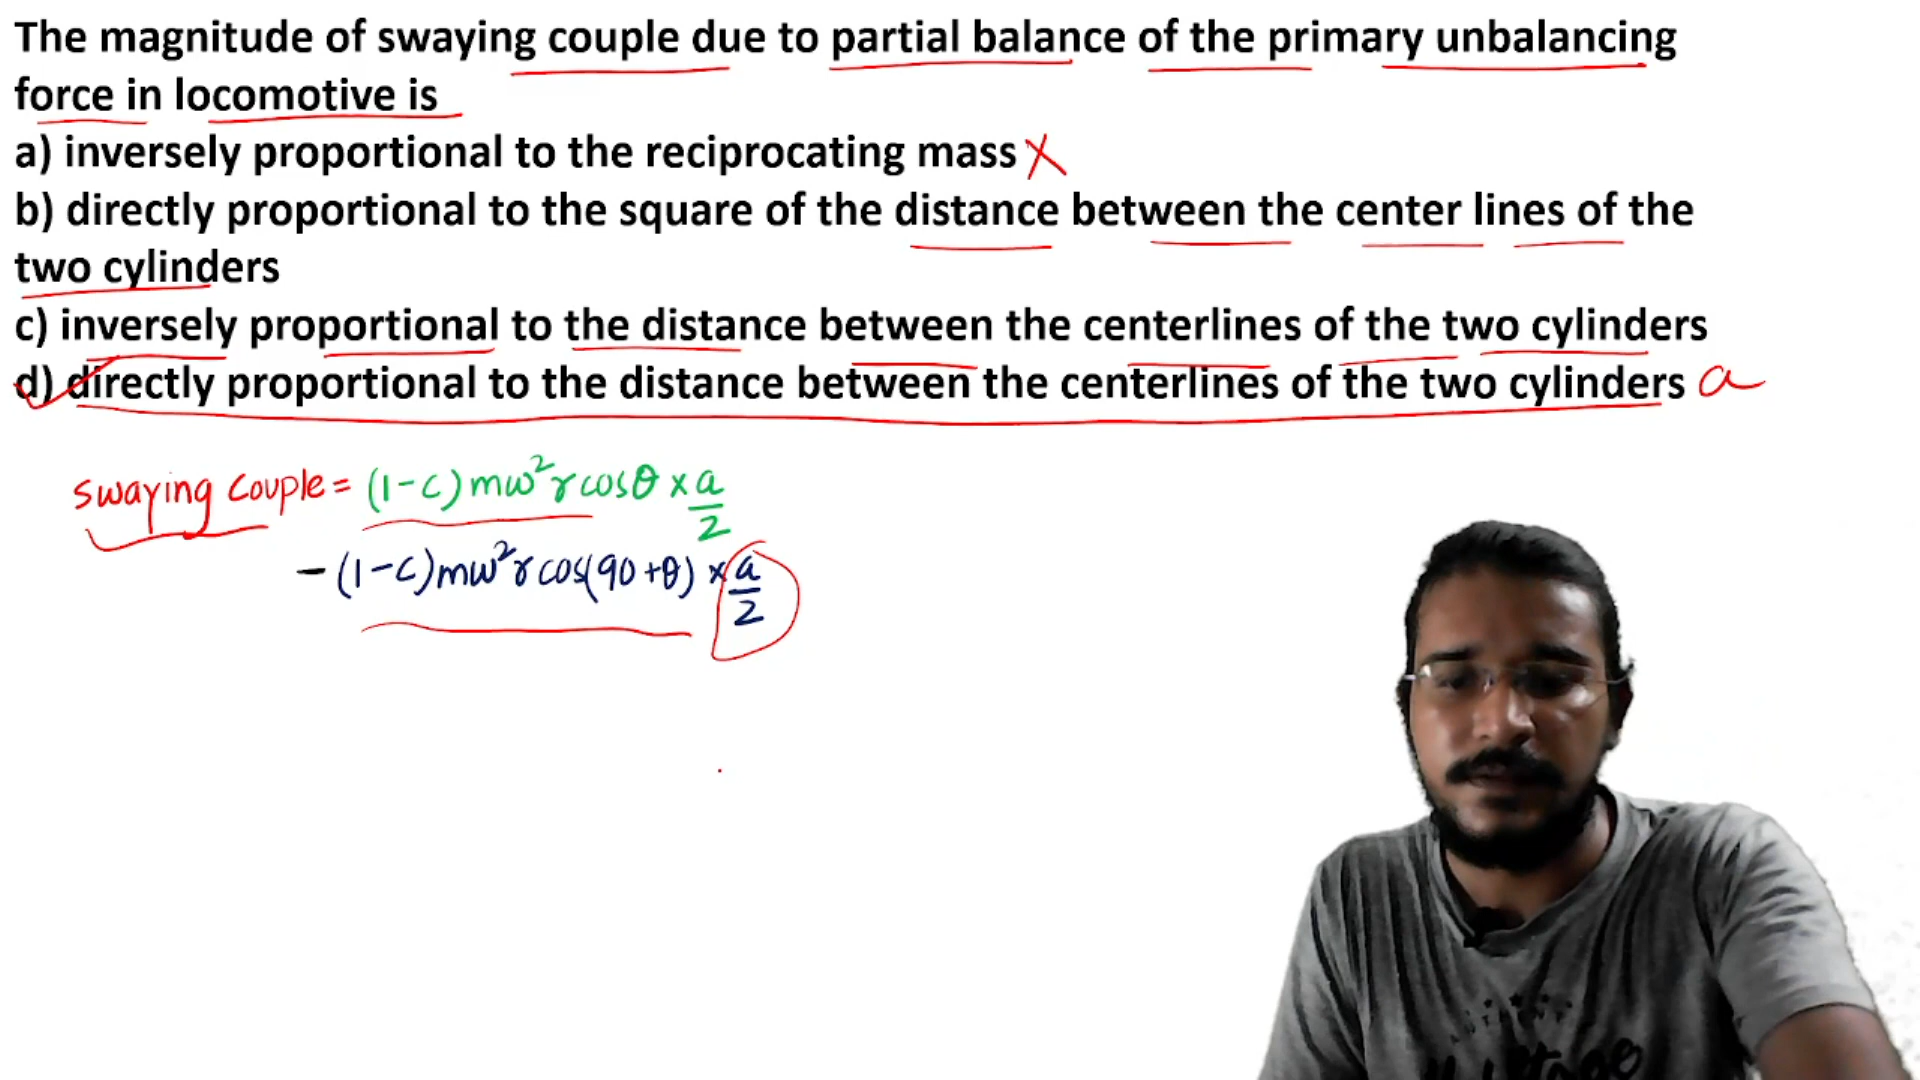 The magnitude of swaying couple due to partial balance of the primary unbalancing
force in locomotive is
a) inversely proportional to the reciprocating mass X
b) directly proportional to the square of the distance between the center lines of the
two cylinders
c) inversely proportional to the distance between the centerlines of the two cylinders
d) directly proportional to the distance between the centerlines of the two cylinders a
swaying couple = (1-c)mω²r cosθ × a/2
- (1-c)mω²r cos(90+θ) × a/2